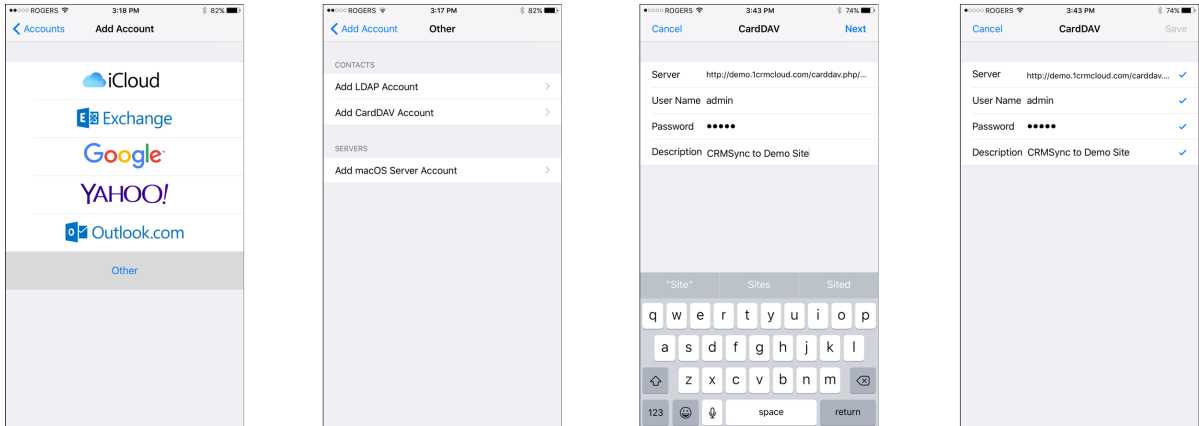 ROGERS 3:18 PM 82%
Accounts Add Account
iCloud
Exchange
Google
YAHOO!
Outlook.com
Other
ROGERS 3:17 PM 82%
Add Account Other
CONTACTS
Add LDAP Account
Add CardDAV Account
SERVERS
Add macOS Server Account
ROGERS 3:43 PM 74%
Cancel CardDAV Next
Server http://demo.1crmcloud.com/carddav.php/...
User Name admin
Password •••••
Description CRMSync to Demo Site
"Site" Sites Sited
q w e r t y u i o p
a s d f g h j k l
z x c v b n m
123 space return
ROGERS 3:43 PM 74%
Cancel CardDAV Save
Server http://demo.1crmcloud.com/carddav....
User Name admin
Password •••••
Description CRMSync to Demo Site